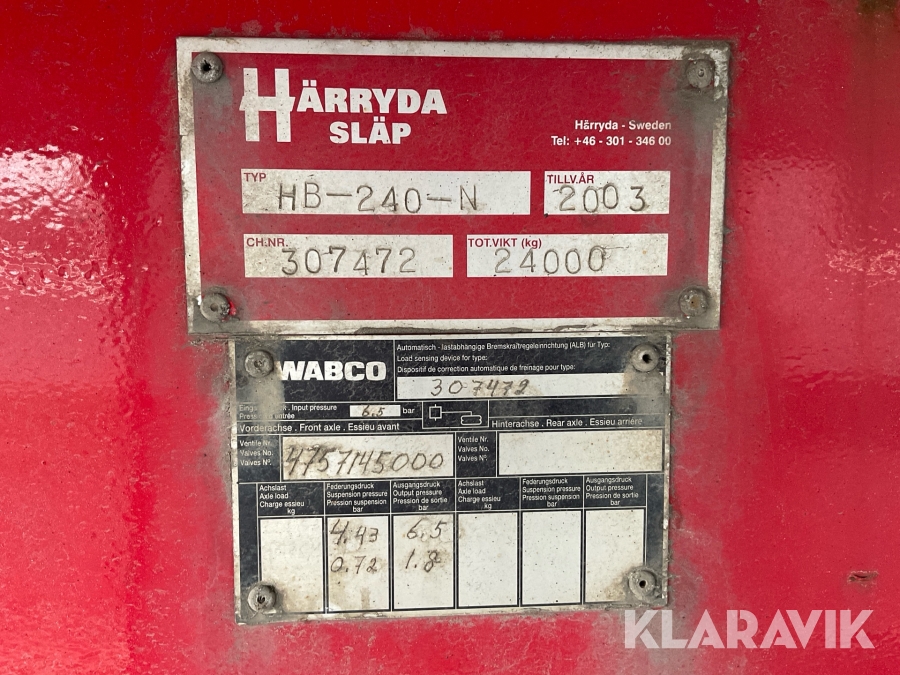 HÄRRYDA
SLÄP
Härryda - Sweden
Tel: +46 - 301 - 346 00
TYP
HB-240-N
TILLV.ÅR
2003
CH.NR.
307472
TOT.VIKT (kg)
24000
WABCO
Automatisch - lastabhängige Bremskraftregeleinrichtung (ALB) für Typ:
Load sensing device for type:
Dispositif de correction automatique de freinage pour type:
307472
Input pressure
6.5 bar
Vorderachse . Front axle . Essieu avant
Hinterachse . Rear axle . Essieu arrière
Ventile Nr.
Valves No.
Valves N°.
4757145000
Ventile Nr.
Valves No.
Valves N°.
Achslast
Axle load
Charge essieu
kg
Federungsdruck
Suspension pressure
Pression suspension
bar
Ausgangsdruck
Output pressure
Pression de sortie
bar
Achslast
Axle load
Charge essieu
kg
Federungsdruck
Suspension pressure
Pression suspension
bar
Ausgangsdruck
Output pressure
Pression de sortie
bar
4.43 6.5
0.72 1.8
KLARAVIK